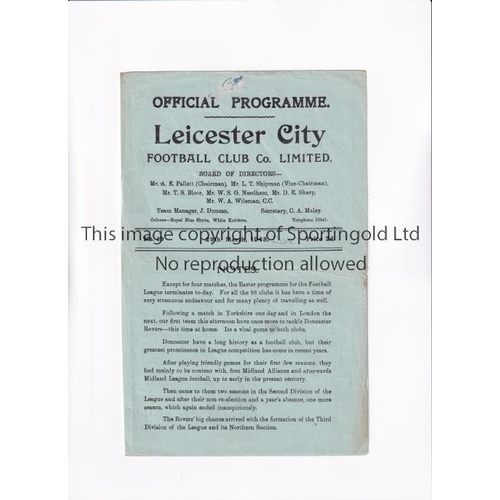 OFFICIAL PROGRAMME.
Leicester City
FOOTBALL CLUB Co. LIMITED.
BOARD OF DIRECTORS—
Mr. A. E. Pallett (Chairman), Mr. L. T. Shipman (Vice-Chairman),
Mr. T. S. Bloor, Mr. W. S. G. Needham, Mr. D. E. Sharp,
Mr. W. A. Wileman, C.C.
Team Manager, J. Duncan. Secretary, C. A. Maley.
Colours—Royal Blue Shirts, White Knickers. Telephone
This image is copyright of Sportingold Ltd
No reproduction allowed
NOTES.
Except for four matches, the Easter programme for the Football
League terminates to-day. For all the 88 clubs it has been a time of
very strenuous endeavour and for many plenty of travelling as well.
Following a match in Yorkshire one day and in London the
next, our first team this afternoon have once more to tackle Doncaster
Rovers—this time at home. Its a vital game to both clubs.
Doncaster have a long history as a football club, but their
greatest prominence in League competition has come in recent years.
After playing friendly games for their first few seasons, they
had mainly to be content with, first Midland Alliance and afterwards
Midland League football, up to early in the present century.
Then came to them two seasons in the Second Division of the
League and after their non-re-election and a year's absence, one more
season, which again ended inauspiciously.
The Rovers' big chance arrived with the formation of the Third
Division of the League and its Northern Section.